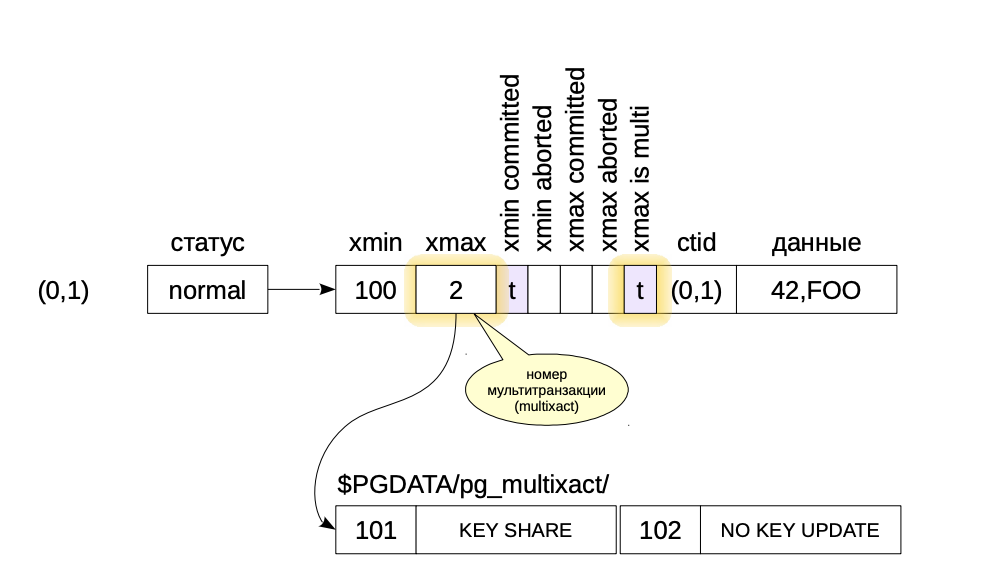 xmin committed
xmin aborted
xmax committed
xmax aborted
xmax is multi
статус
xmin
xmax
ctid
данные
(0,1)
normal
100
2
t
t
(0,1)
42,FOO
номер
мультитранзакции
(multixact)
$PGDATA/pg_multixact/
101
KEY SHARE
102
NO KEY UPDATE